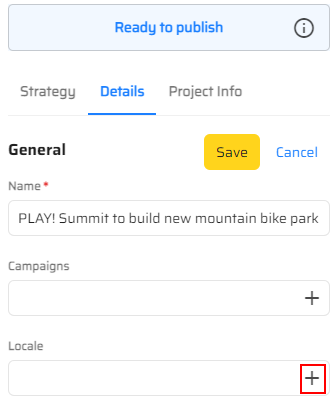 Ready to publish
Strategy Details Project Info
General Save Cancel
Name *
PLAY! Summit to build new mountain bike park
Campaigns
Locale